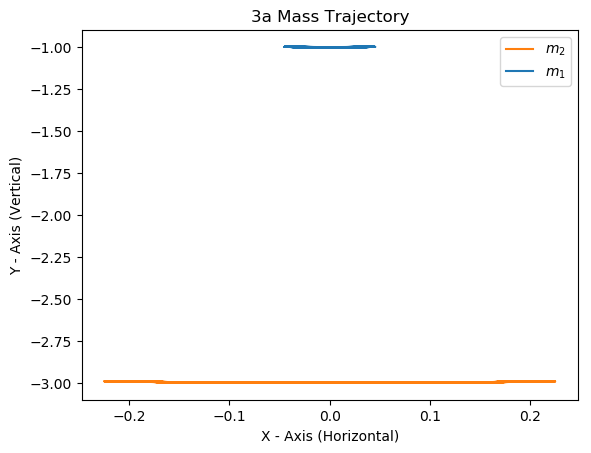 3a Mass Trajectory
m₂
m₁
Y - Axis (Vertical)
−1.00
−1.25
−1.50
−1.75
−2.00
−2.25
−2.50
−2.75
−3.00
−0.2 −0.1 0.0 0.1 0.2
X - Axis (Horizontal)